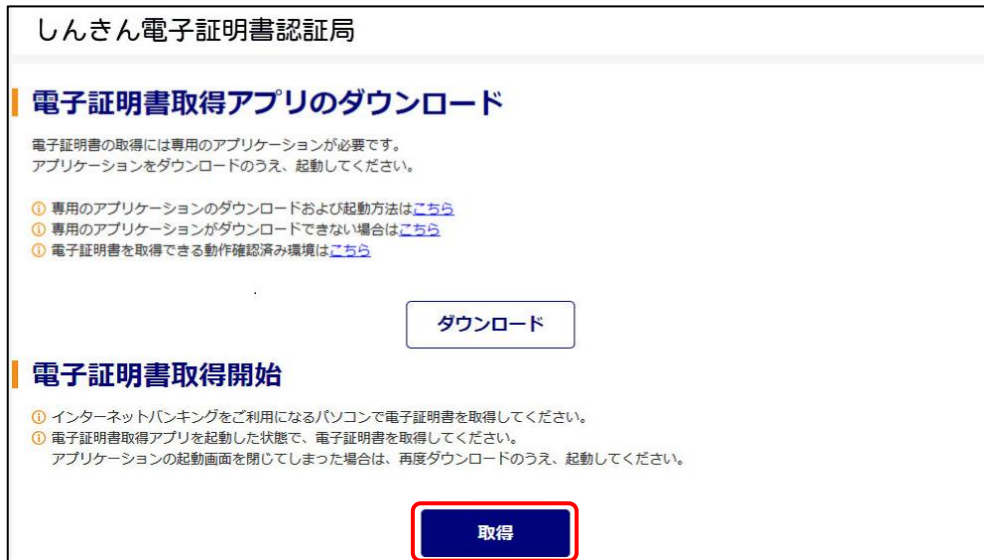 しんきん電子証明書認証局
電子証明書取得アプリのダウンロード
電子証明書の取得には専用のアプリケーションが必要です。
アプリケーションをダウンロードのうえ、起動してください。
専用のアプリケーションのダウンロードおよび起動方法はこちら
専用のアプリケーションがダウンロードできない場合はこちら
電子証明書を取得できる動作確認済み環境はこちら
ダウンロード
電子証明書取得開始
インターネットバンキングをご利用になるパソコンで電子証明書を取得してください。
電子証明書取得アプリを起動した状態で、電子証明書を取得してください。
アプリケーションの起動画面を閉じてしまった場合は、再度ダウンロードのうえ、起動してください。
取得